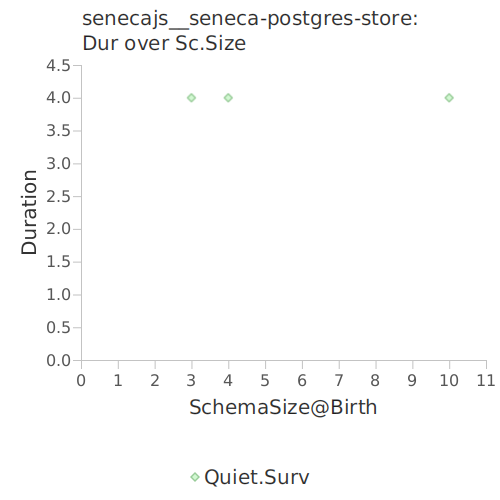 senecajs__seneca-postgres-store:
Dur over Sc.Size
4.5
4.0
3.5
3.0
2.5
2.0
1.5
1.0
0.5
0.0
Duration
0 1 2 3 4 5 6 7 8 9 10 11
SchemaSize@Birth
Quiet.Surv